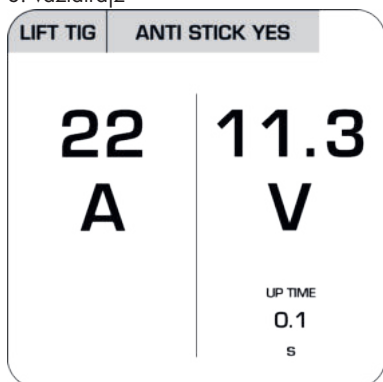 LIFT TIG ANTI STICK YES
22 11.3
A V
UP TIME
0.1
s